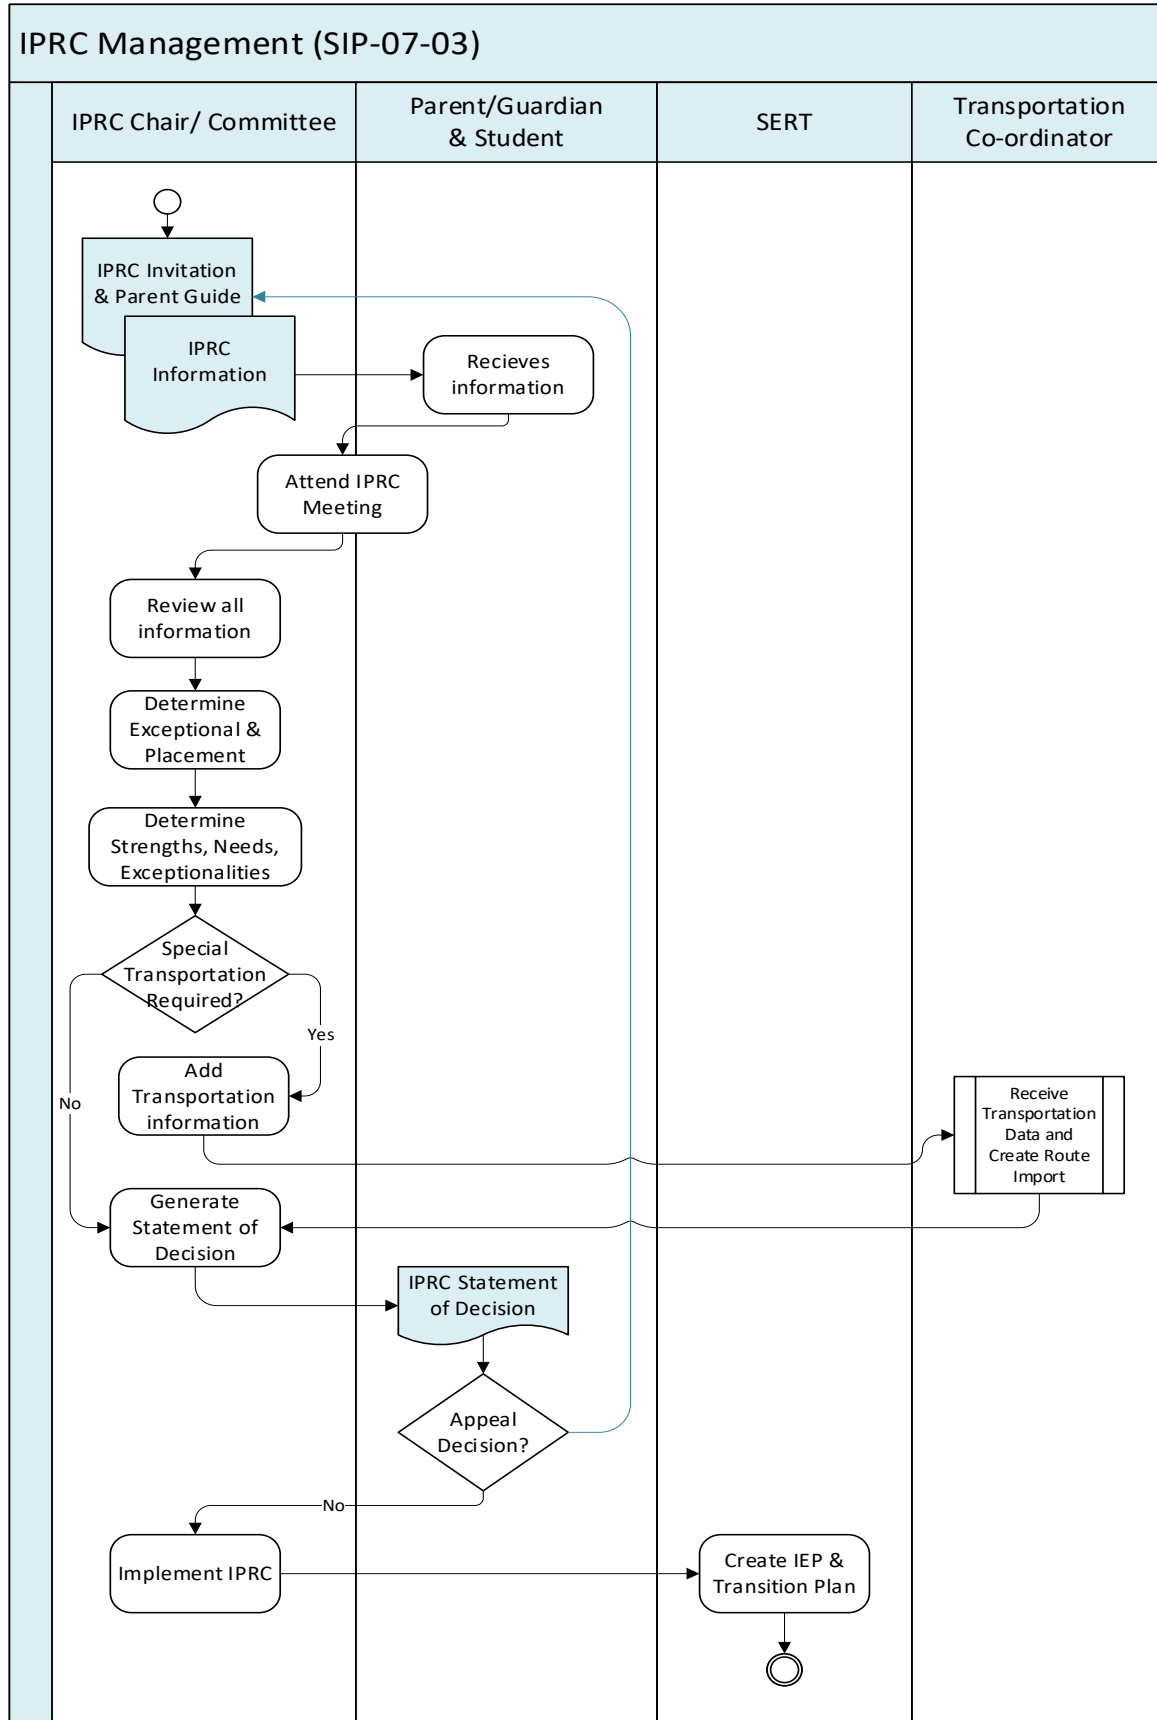 IPRC Management (SIP-07-03)
IPRC Chair/ Committee
Parent/Guardian
& Student
SERT
Transportation
Co-ordinator
IPRC Invitation
& Parent Guide
IPRC
Information
Recieves
information
Attend IPRC
Meeting
Review all
information
Determine
Exceptional &
Placement
Determine
Strengths, Needs,
Exceptionalities
Special
Transportation
Required?
Yes
No
Add
Transportation
information
Receive
Transportation
Data and
Create Route
Import
Generate
Statement of
Decision
IPRC Statement
of Decision
Appeal
Decision?
No
Implement IPRC
Create IEP &
Transition Plan